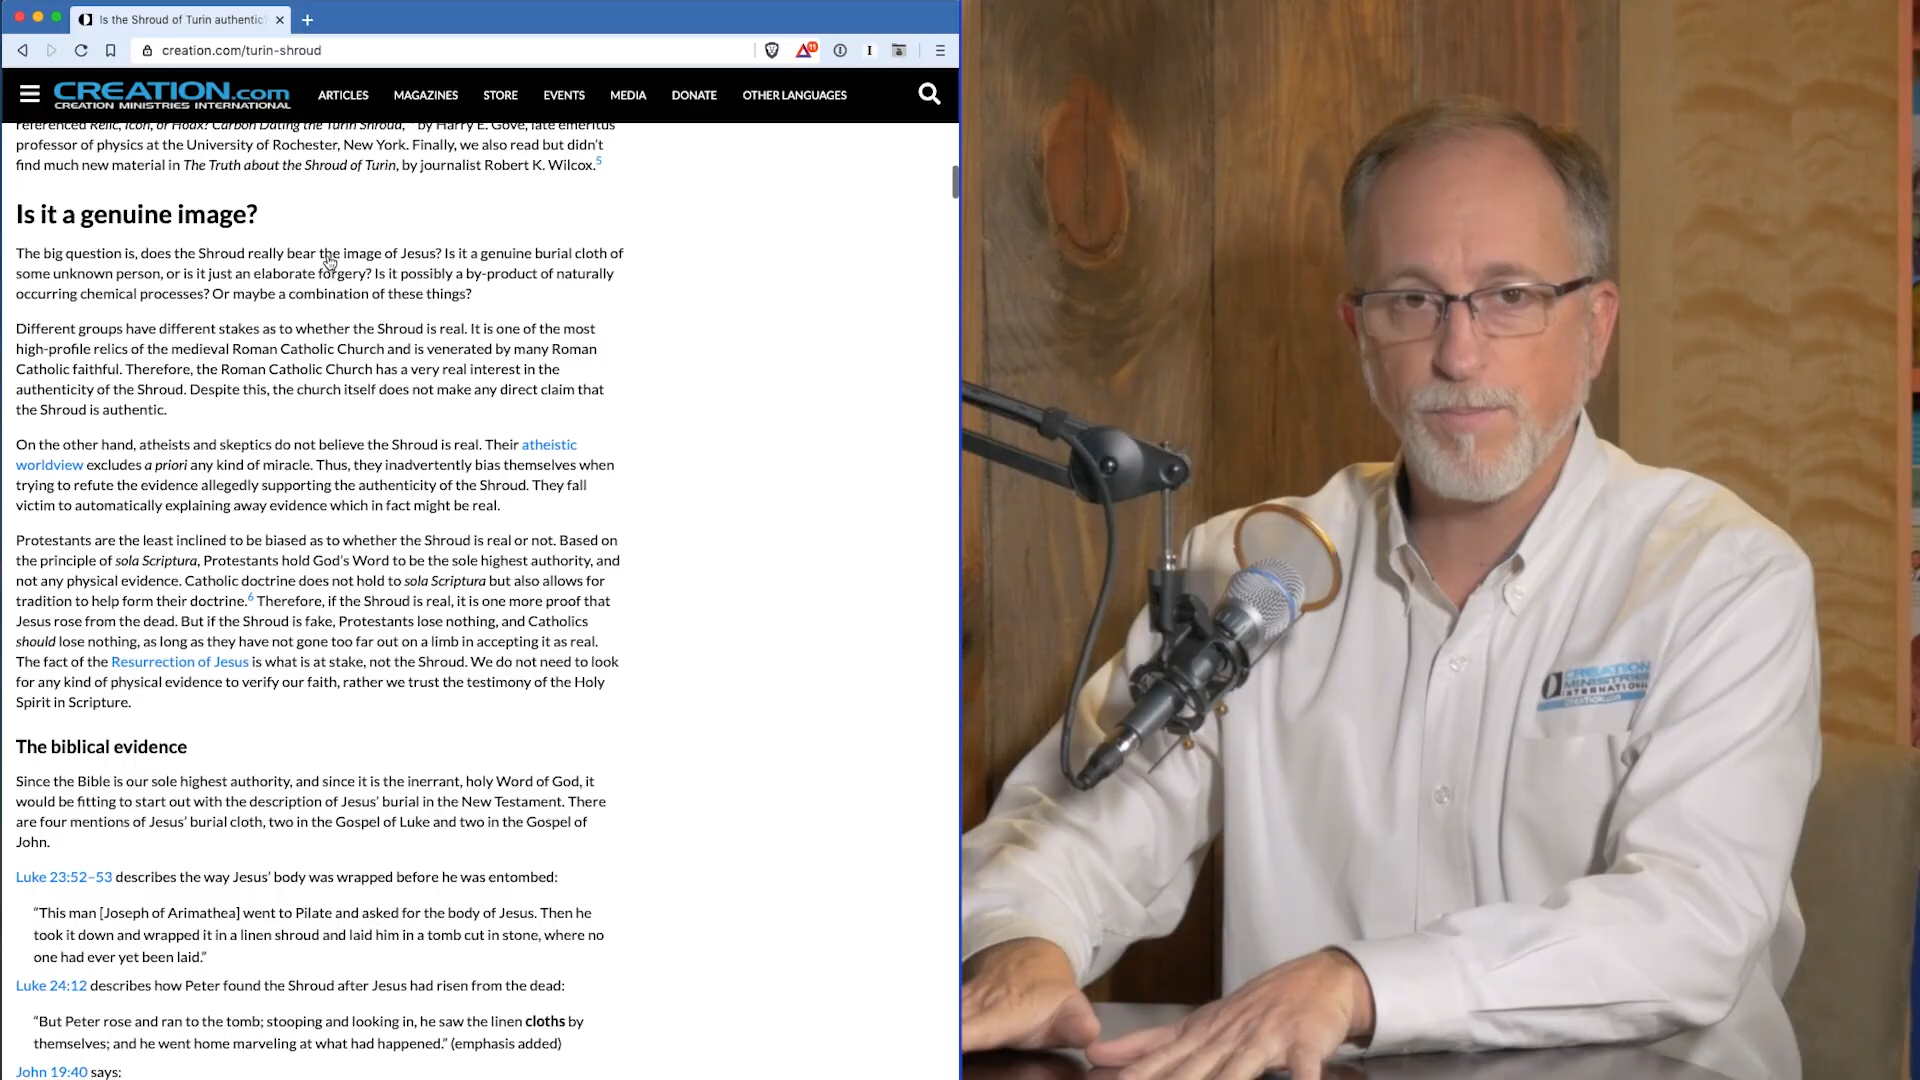 Is the Shroud of Turin authentic?
creation.com/turin-shroud
11
CREATION.com
CREATION MINISTRIES INTERNATIONAL
ARTICLES
MAGAZINES
STORE
EVENTS
MEDIA
DONATE
OTHER LANGUAGES
referenced Relic, Icon, or Hoax? Carbon Dating the Turin Shroud, by Harry E. Gove, late emeritus
professor of physics at the University of Rochester, New York. Finally, we also read but didn’t
find much new material in The Truth about the Shroud of Turin, by journalist Robert K. Wilcox.5
Is it a genuine image?
The big question is, does the Shroud really bear the image of Jesus? Is it a genuine burial cloth of
some unknown person, or is it just an elaborate forgery? Is it possibly a by-product of naturally
occurring chemical processes? Or maybe a combination of these things?
Different groups have different stakes as to whether the Shroud is real. It is one of the most
high-profile relics of the medieval Roman Catholic Church and is venerated by many Roman
Catholic faithful. Therefore, the Roman Catholic Church has a very real interest in the
authenticity of the Shroud. Despite this, the church itself does not make any direct claim that
the Shroud is authentic.
On the other hand, atheists and skeptics do not believe the Shroud is real. Their atheistic
worldview excludes a priori any kind of miracle. Thus, they inadvertently bias themselves when
trying to refute the evidence allegedly supporting the authenticity of the Shroud. They fall
victim to automatically explaining away evidence which in fact might be real.
Protestants are the least inclined to be biased as to whether the Shroud is real or not. Based on
the principle of sola Scriptura, Protestants hold God’s Word to be the sole highest authority, and
not any physical evidence. Catholic doctrine does not hold to sola Scriptura but also allows for
tradition to help form their doctrine.6 Therefore, if the Shroud is real, it is one more proof that
Jesus rose from the dead. But if the Shroud is fake, Protestants lose nothing, and Catholics
should lose nothing, as long as they have not gone too far out on a limb in accepting it as real.
The fact of the Resurrection of Jesus is what is at stake, not the Shroud. We do not need to look
for any kind of physical evidence to verify our faith, rather we trust the testimony of the Holy
Spirit in Scripture.
The biblical evidence
Since the Bible is our sole highest authority, and since it is the inerrant, holy Word of God, it
would be fitting to start out with the description of Jesus’ burial in the New Testament. There
are four mentions of Jesus’ burial cloth, two in the Gospel of Luke and two in the Gospel of
John.
Luke 23:52–53 describes the way Jesus’ body was wrapped before he was entombed:
“This man [Joseph of Arimathea] went to Pilate and asked for the body of Jesus. Then he
took it down and wrapped it in a linen shroud and laid him in a tomb cut in stone, where no
one had ever yet been laid.”
Luke 24:12 describes how Peter found the Shroud after Jesus had risen from the dead:
“But Peter rose and ran to the tomb; stooping and looking in, he saw the linen cloths by
themselves; and he went home marveling at what had happened.” (emphasis added)
John 19:40 says:
CREATION
MINISTRIES
INTERNATIONAL